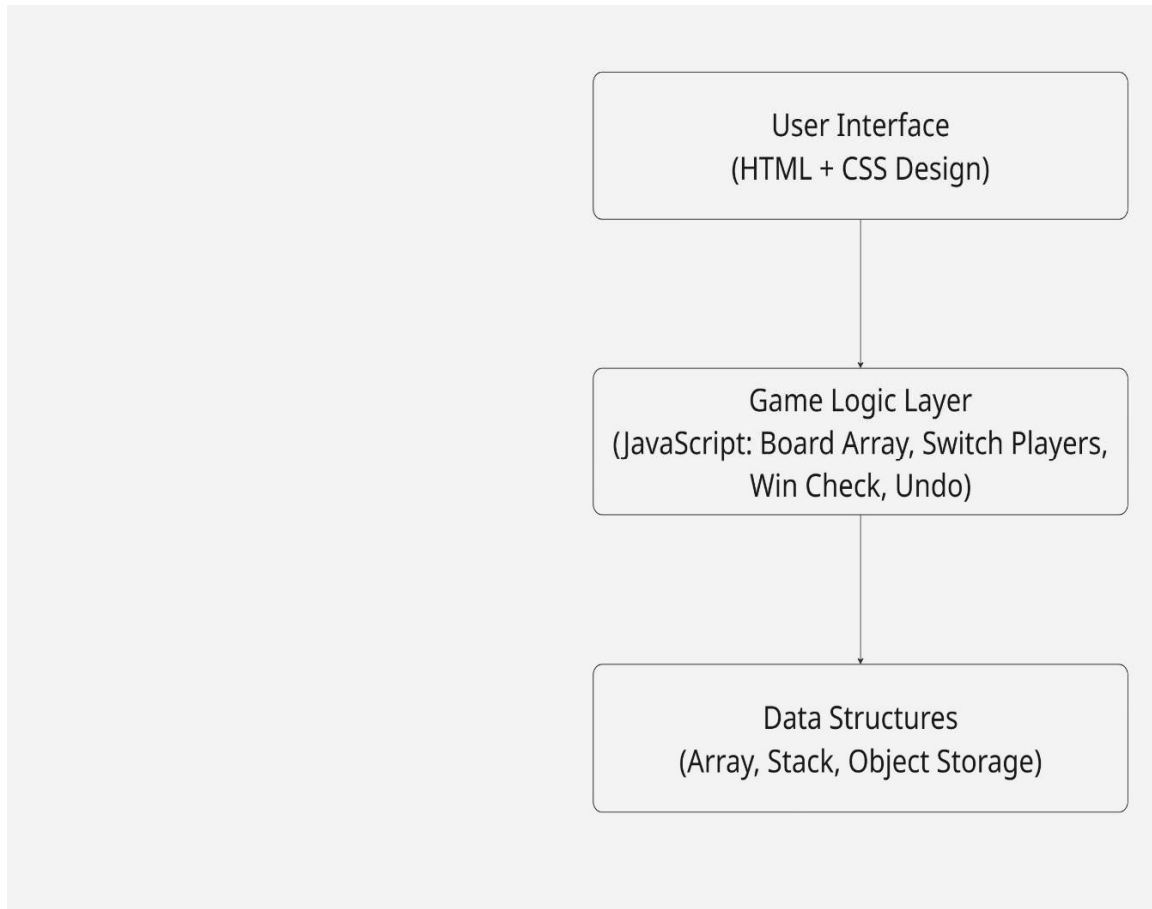 User Interface
(HTML + CSS Design)
Game Logic Layer
(JavaScript: Board Array, Switch Players,
Win Check, Undo)
Data Structures
(Array, Stack, Object Storage)